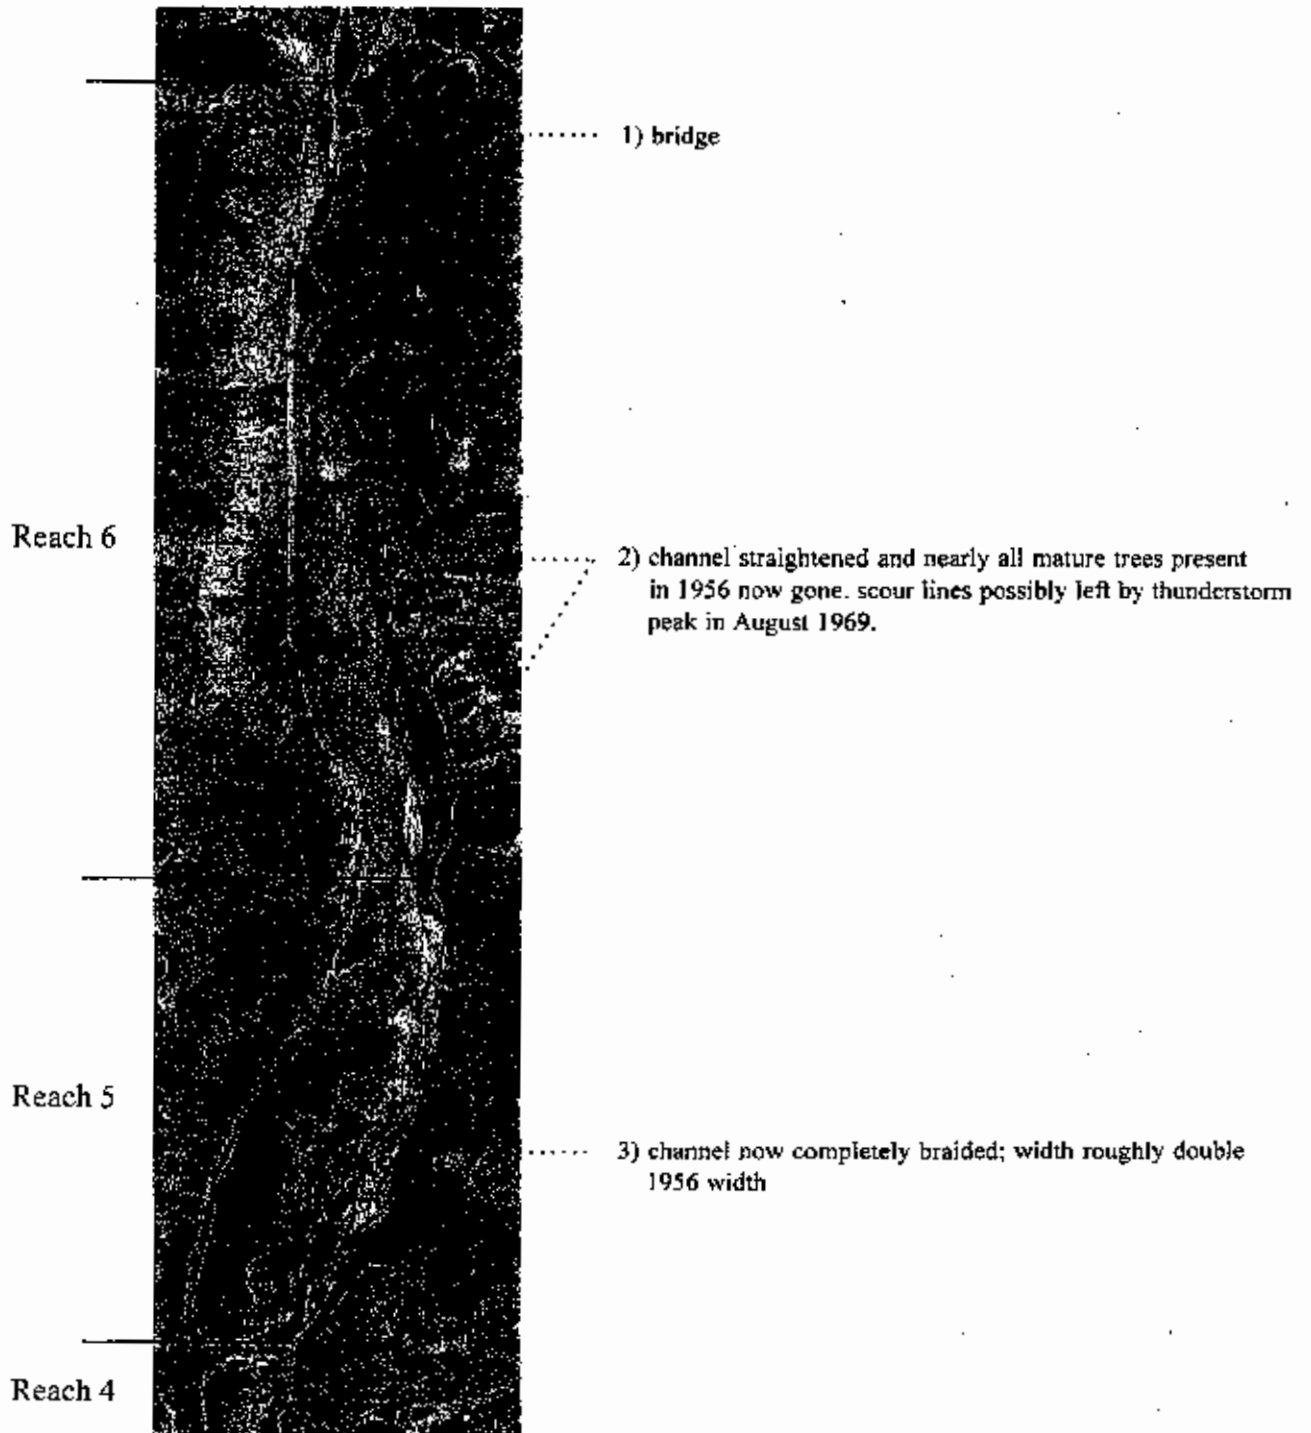 1) bridge
Reach 6
2) channel straightened and nearly all mature trees present
in 1956 now gone. scour lines possibly left by thunderstorm
peak in August 1969.
Reach 5
3) channel now completely braided; width roughly double
1956 width
Reach 4